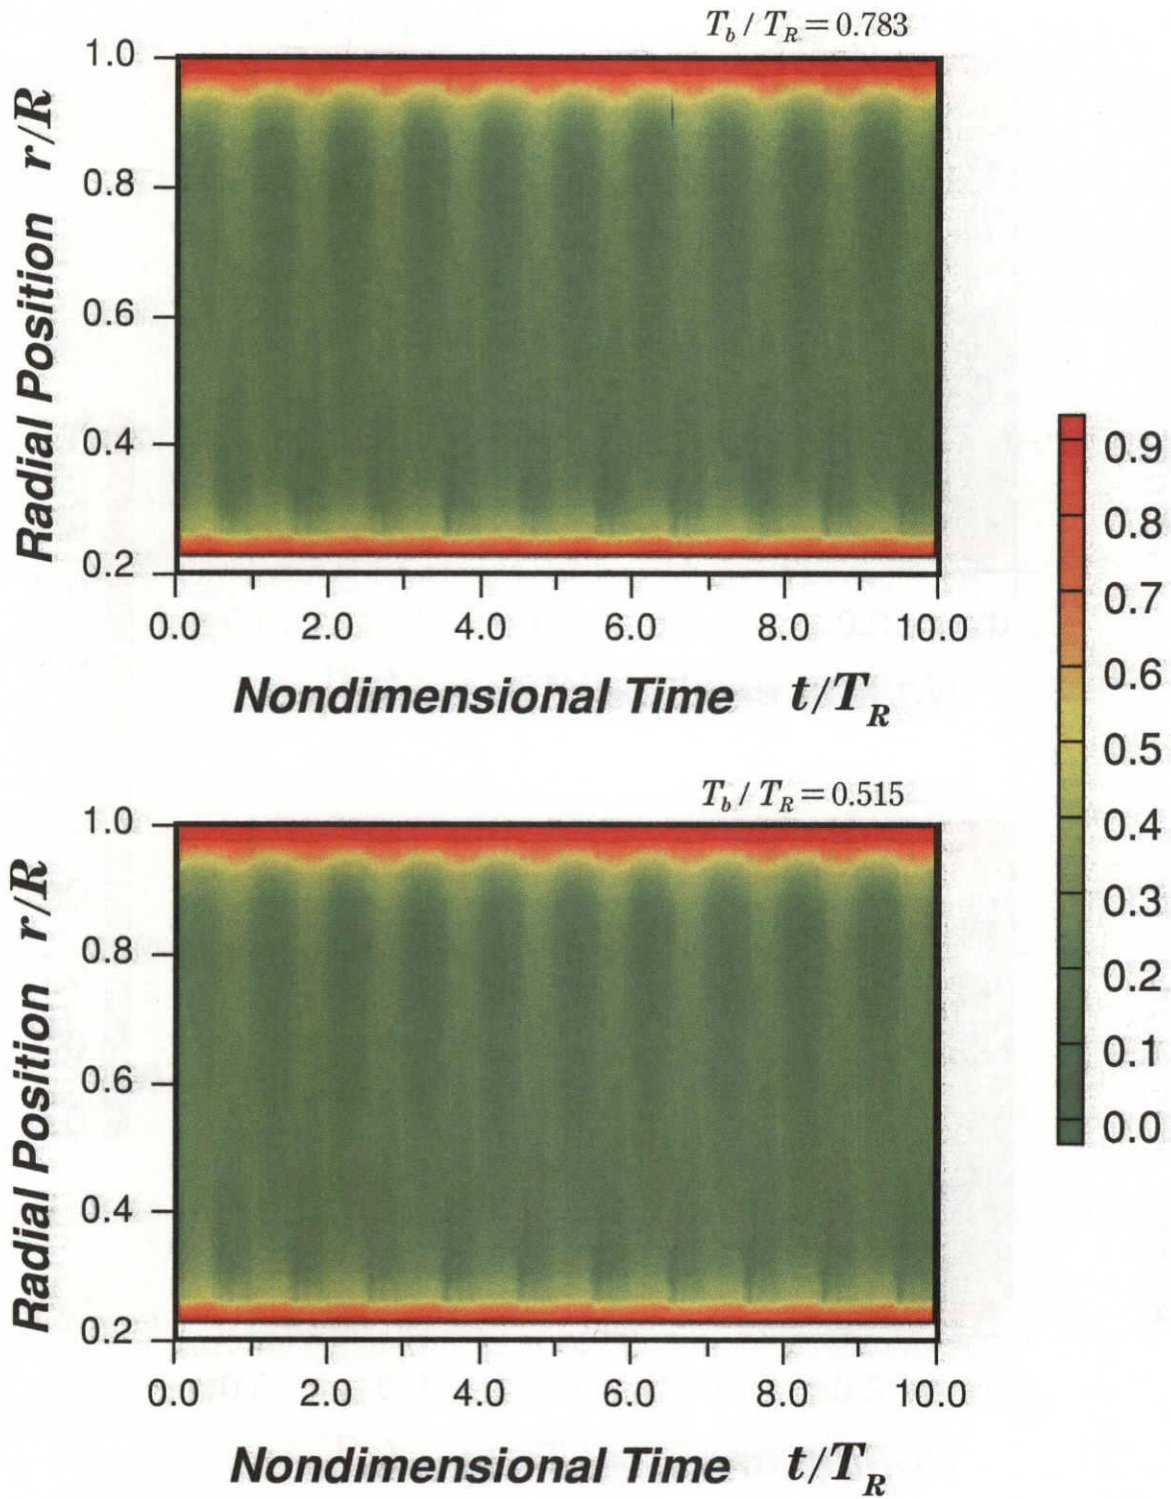 T_b / T_R = 0.783
1.0
0.8
0.6
0.4
0.2
Radial Position r/R
0.0 2.0 4.0 6.0 8.0 10.0
Nondimensional Time t/T_R
T_b / T_R = 0.515
1.0
0.8
0.6
0.4
0.2
Radial Position r/R
0.0 2.0 4.0 6.0 8.0 10.0
Nondimensional Time t/T_R
0.9
0.8
0.7
0.6
0.5
0.4
0.3
0.2
0.1
0.0